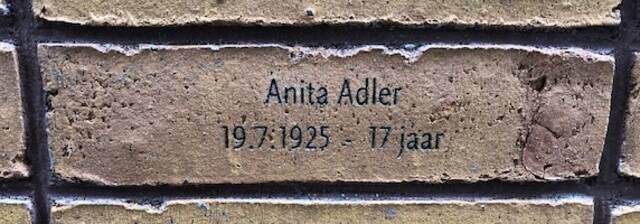 Anita Adler
19.7.1925 - 17 jaar